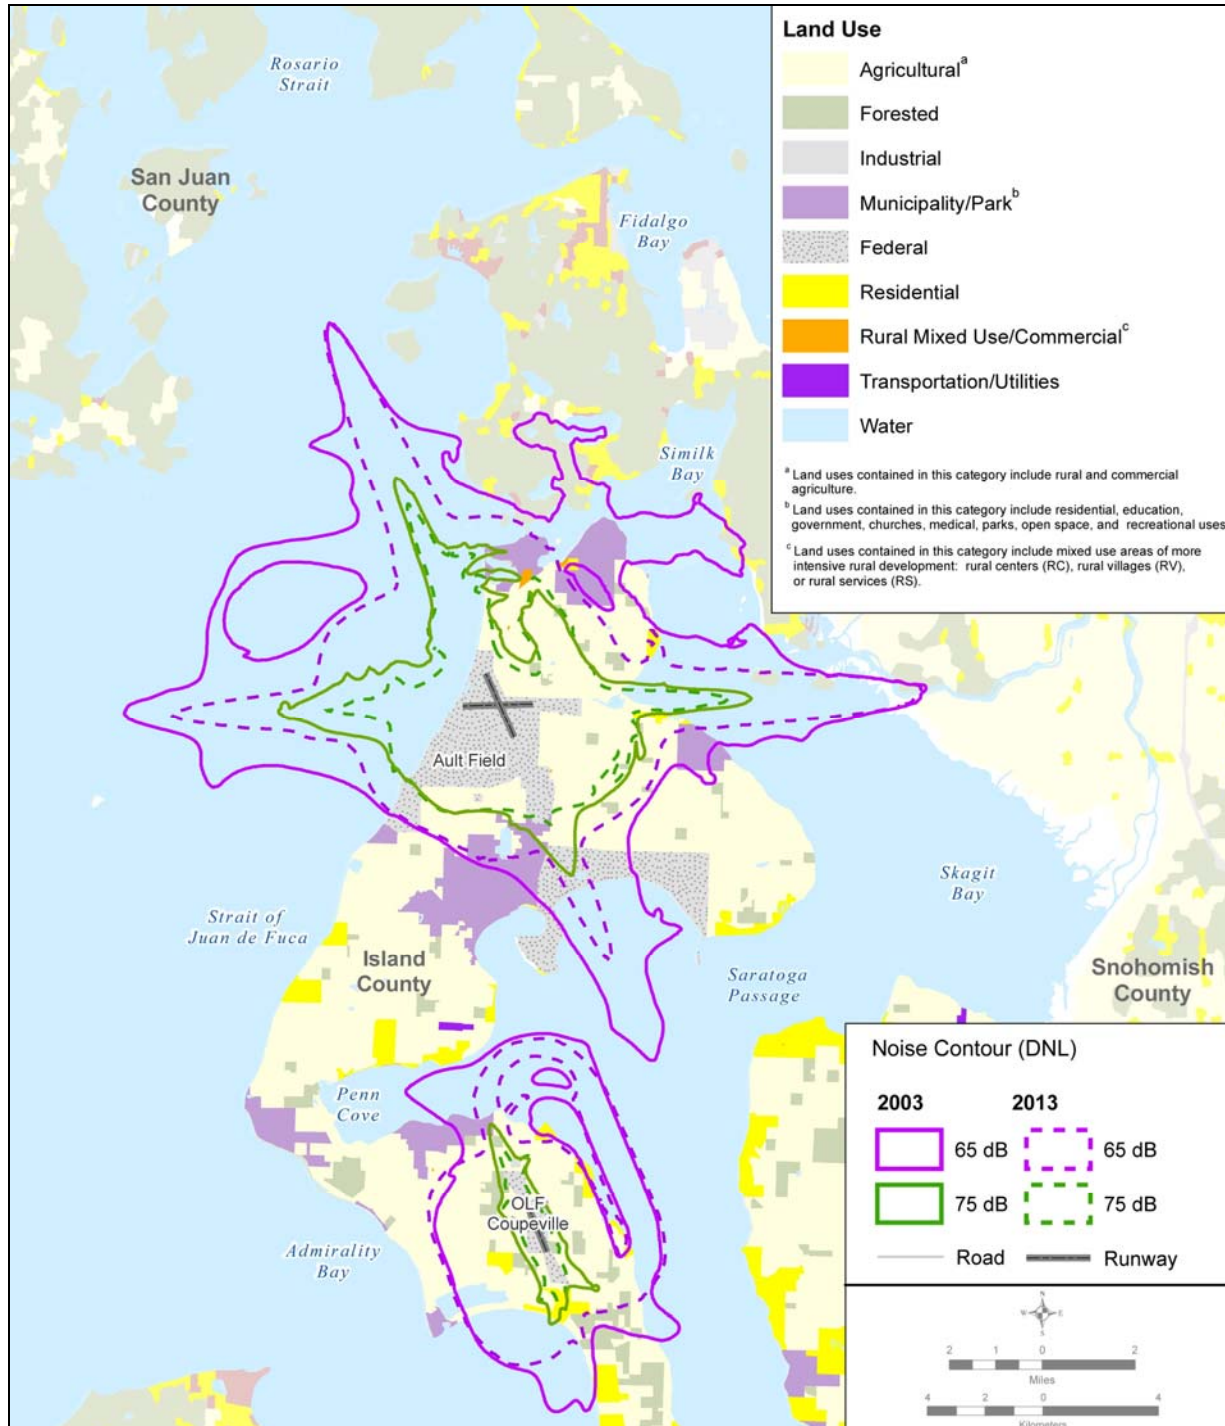 Rosario
Strait
San Juan
County
Fidalgo
Bay
Similk
Bay
Ault Field
Skagit
Bay
Strait of
Juan de Fuca
Island
County
Saratoga
Passage
Snohomish
County
Penn
Cove
OLF
Coupeville
Admirality
Bay
Land Use
Agricultural a
Forested
Industrial
Municipality/Park b
Federal
Residential
Rural Mixed Use/Commercial c
Transportation/Utilities
Water
a Land uses contained in this category include rural and commercial
agriculture.
b Land uses contained in this category include residential, education,
government, churches, medical, parks, open space, and recreational uses
c Land uses contained in this category include mixed use areas of more
intensive rural development: rural centers (RC), rural villages (RV),
or rural services (RS).
Noise Contour (DNL)
2003 2013
65 dB 65 dB
75 dB 75 dB
Road Runway
N
W E
S
2 1 0 2
Miles
4 2 0 4
Kilometers